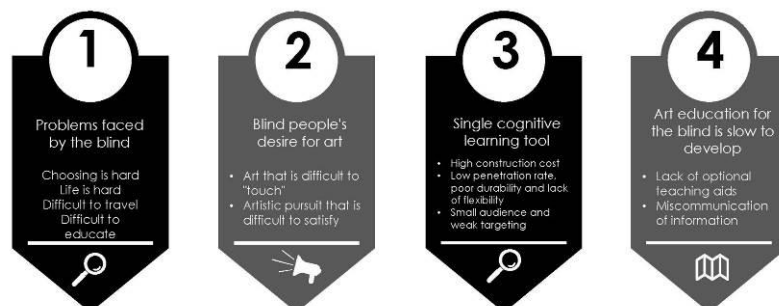 1
Problems faced
by the blind
Choosing is hard
Life is hard
Difficult to travel
Difficult to
educate
2
Blind people's
desire for art
• Art that is difficult to
"touch"
• Artistic pursuit that is
difficult to satisfy
3
Single cognitive
learning tool
• High construction cost
• Low penetration rate,
poor durability and lack
of flexibility
• Small audience and
weak targeting
4
Art education for
the blind is slow to
develop
• Lack of optional
teaching aids
• Miscommunication
of information